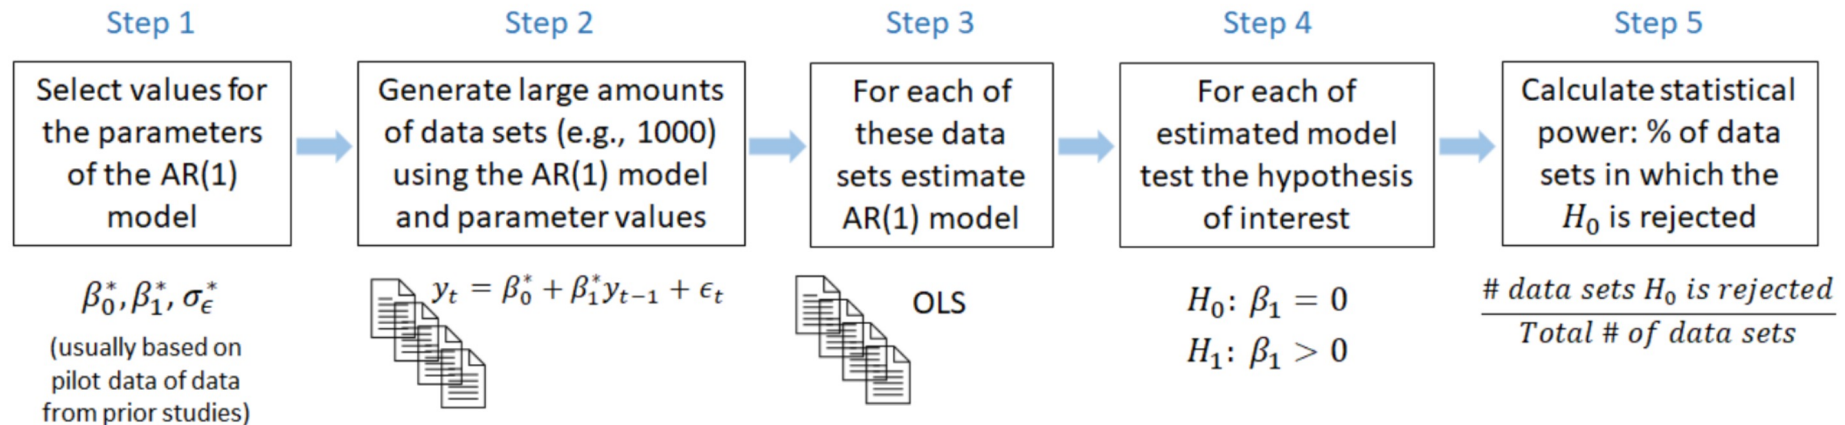 Step 1
Select values for
the parameters
of the AR(1)
model
β₀*, β₁*, σϵ*
(usually based on
pilot data of data
from prior studies)
Step 2
Generate large amounts
of data sets (e.g., 1000)
using the AR(1) model
and parameter values
yₜ = β₀* + β₁*yₜ₋₁ + ϵₜ
Step 3
For each of
these data
sets estimate
AR(1) model
OLS
Step 4
For each of
estimated model
test the hypothesis
of interest
H₀: β₁ = 0
H₁: β₁ > 0
Step 5
Calculate statistical
power: % of data
sets in which the
H₀ is rejected
# data sets H₀ is rejected
Total # of data sets